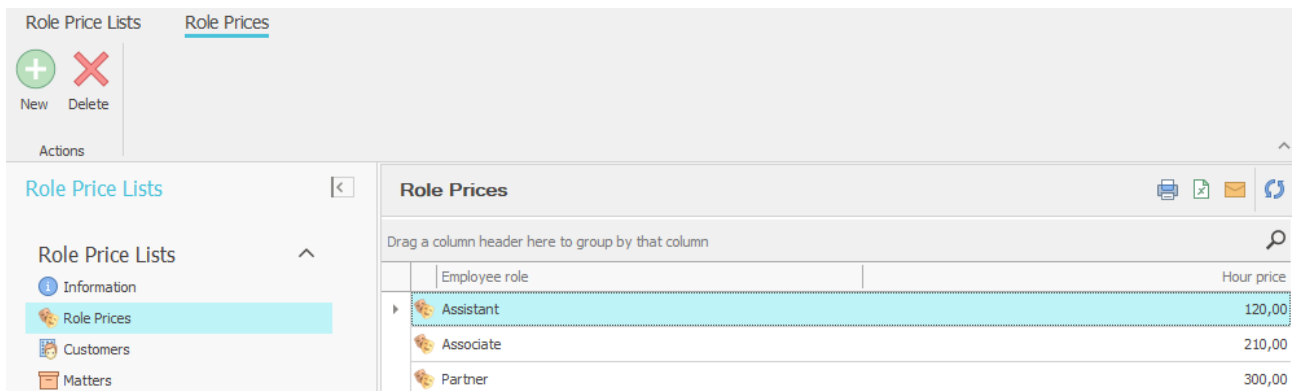 Role Price Lists Role Prices
New Delete
Actions
Role Price Lists
Role Price Lists
Information
Role Prices
Customers
Matters
Role Prices
Drag a column header here to group by that column
Employee role Hour price
Assistant 120,00
Associate 210,00
Partner 300,00